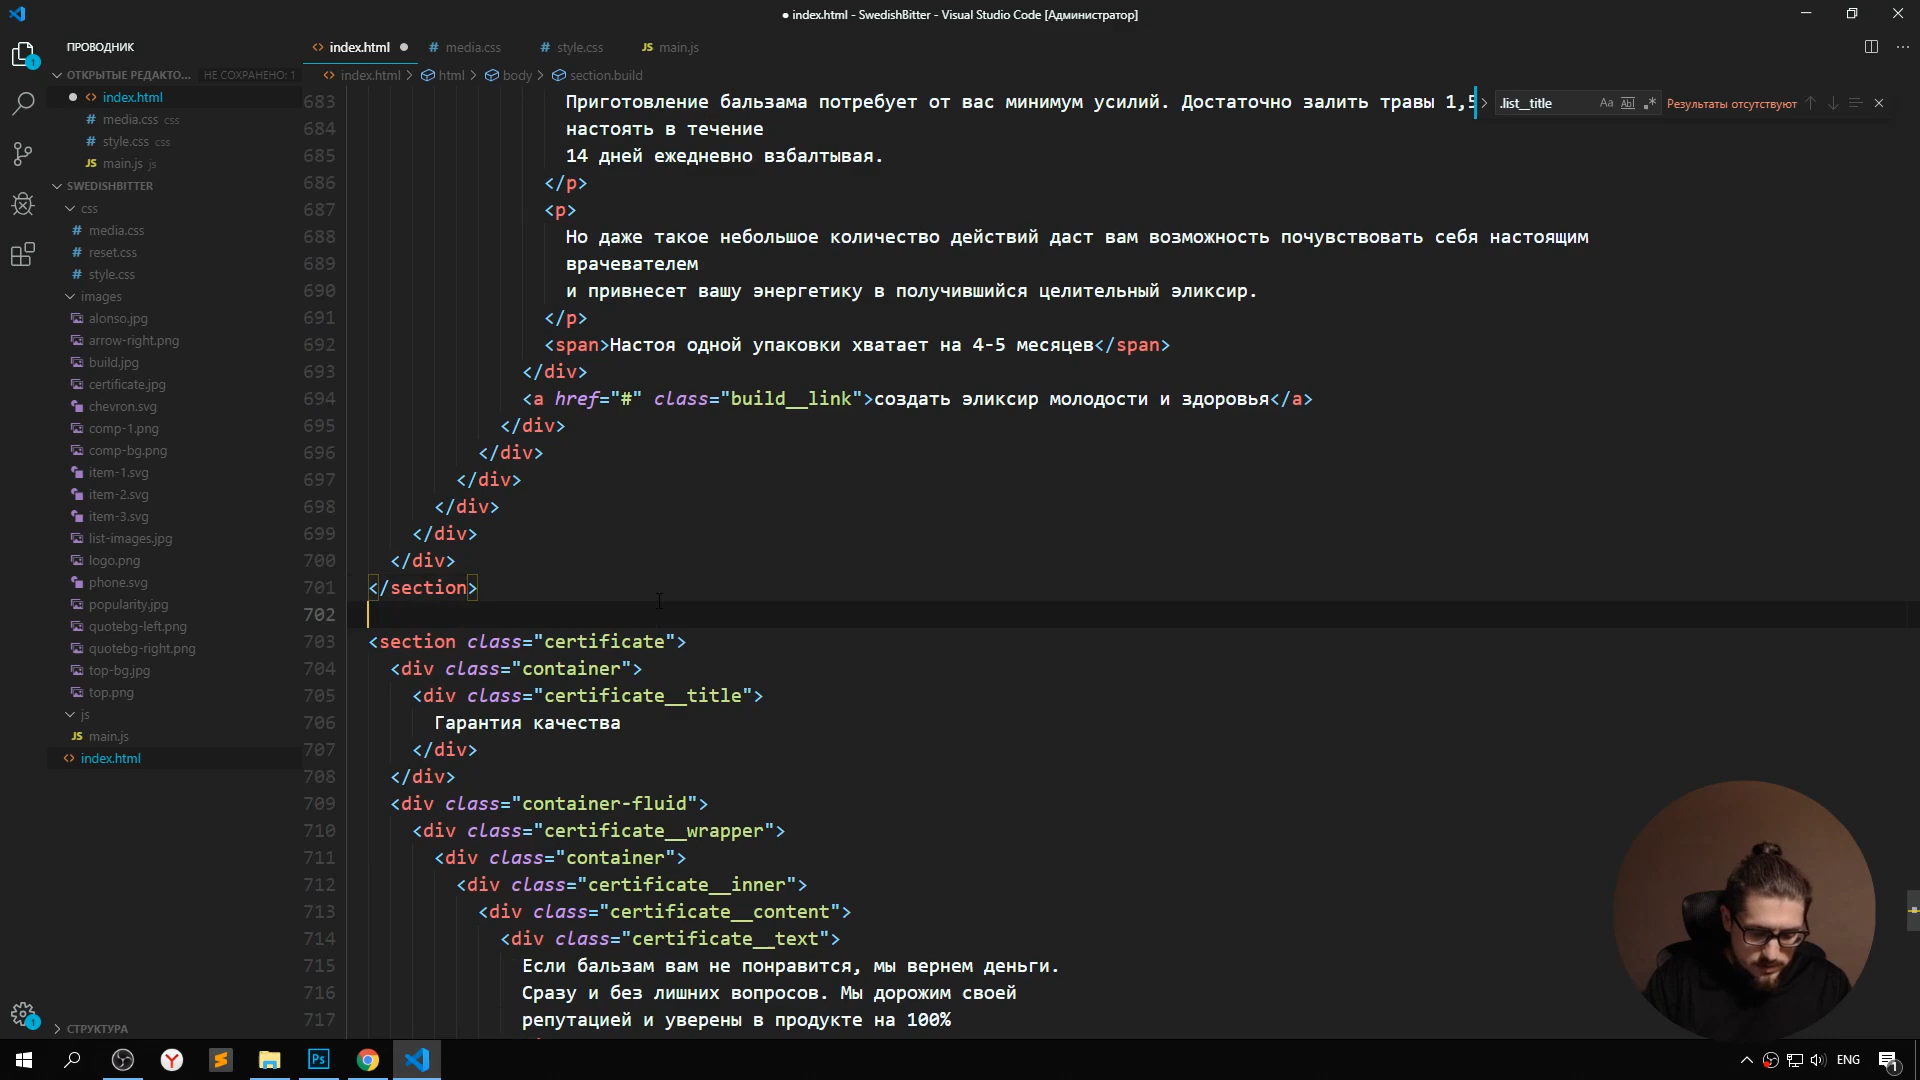 ● index.html - SwedishBitter - Visual Studio Code [Администратор]
ПРОВОДНИК
ОТКРЫТЫЕ РЕДАКТО... НЕ СОХРАНЕНО: 1
index.html
media.css css
style.css css
main.js js
SWEDISHBITTER
css
media.css
reset.css
style.css
images
alonso.jpg
arrow-right.png
build.jpg
certificate.jpg
chevron.svg
comp-1.png
comp-bg.png
item-1.svg
item-2.svg
item-3.svg
list-images.jpg
logo.png
phone.svg
popularity.jpg
quotebg-left.png
quotebg-right.png
top-bg.jpg
top.png
js
main.js
index.html
СТРУКТУРА
index.html media.css style.css main.js
index.html > html > body > section.build
.list__title Результаты отсутствуют
683 Приготовление бальзама потребует от вас минимум усилий. Достаточно залить травы 1,5
684 настоять в течение
685 14 дней ежедневно взбалтывая.
686 </p>
687 <p>
688 Но даже такое небольшое количество действий даст вам возможность почувствовать себя настоящим
689 врачевателем
690 и привнесет вашу энергетику в получившийся целительный эликсир.
691 </p>
692 <span>Настоя одной упаковки хватает на 4-5 месяцев</span>
693 </div>
694 <a href="#" class="build__link">создать эликсир молодости и здоровья</a>
695 </div>
696 </div>
697 </div>
698 </div>
699 </div>
700 </div>
701 </section>
702
703 <section class="certificate">
704 <div class="container">
705 <div class="certificate__title">
706 Гарантия качества
707 </div>
708 </div>
709 <div class="container-fluid">
710 <div class="certificate__wrapper">
711 <div class="container">
712 <div class="certificate__inner">
713 <div class="certificate__content">
714 <div class="certificate__text">
715 Если бальзам вам не понравится, мы вернем деньги.
716 Сразу и без лишних вопросов. Мы дорожим своей
717 репутацией и уверены в продукте на 100%
ENG